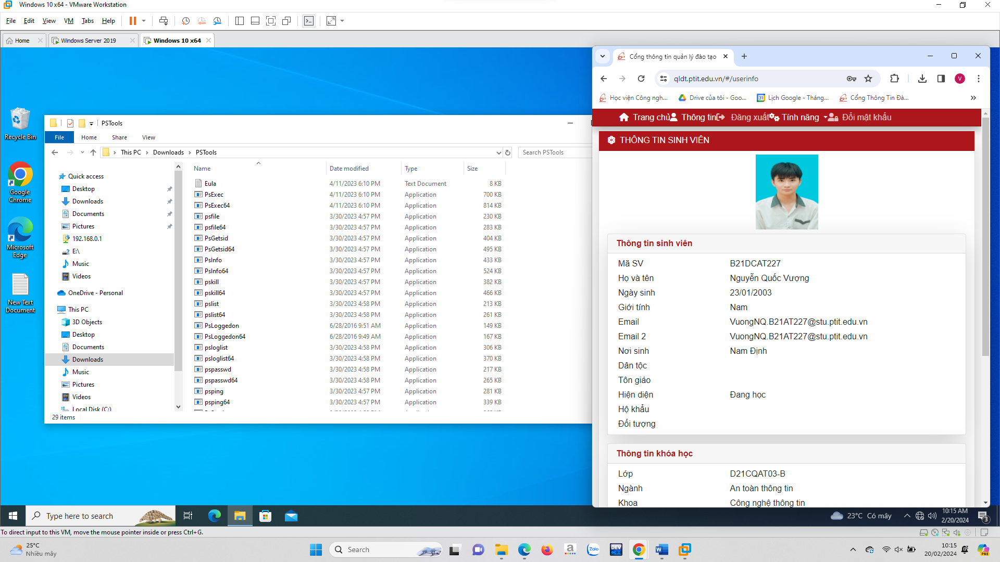 Windows 10 x64 - VMware Workstation
File Edit View VM Tabs Help
Home Windows Server 2019 Windows 10 x64
Recycle Bin
Google Chrome
Microsoft Edge
New Text Document
PSTools
File Home Share View
This PC > Downloads > PSTools
Search PSTools
Quick access
Desktop
Downloads
Documents
Pictures
192.168.0.1
E:\
Music
Videos
OneDrive - Personal
This PC
3D Objects
Desktop
Documents
Downloads
Music
Pictures
Videos
Local Disk (C:)
29 items
Name Date modified Type Size
Eula 4/11/2023 6:10 PM Text Document 8 KB
PsExec 4/11/2023 6:10 PM Application 700 KB
PsExec64 4/11/2023 6:10 PM Application 814 KB
psfile 3/30/2023 4:57 PM Application 230 KB
psfile64 3/30/2023 4:57 PM Application 283 KB
PsGetsid 3/30/2023 4:57 PM Application 404 KB
PsGetsid64 3/30/2023 4:57 PM Application 495 KB
PsInfo 3/30/2023 4:57 PM Application 433 KB
PsInfo64 3/30/2023 4:57 PM Application 524 KB
pskill 3/30/2023 4:57 PM Application 382 KB
pskill64 3/30/2023 4:57 PM Application 466 KB
pslist 3/30/2023 4:58 PM Application 213 KB
pslist64 3/30/2023 4:58 PM Application 261 KB
PsLoggedon 6/28/2016 9:51 AM Application 149 KB
PsLoggedon64 6/28/2016 9:49 AM Application 167 KB
psloglist 3/30/2023 4:58 PM Application 306 KB
psloglist64 3/30/2023 4:58 PM Application 370 KB
pspasswd 3/30/2023 4:58 PM Application 217 KB
pspasswd64 3/30/2023 4:58 PM Application 265 KB
psping 3/30/2023 4:57 PM Application 281 KB
psping64 3/30/2023 4:57 PM Application 339 KB
Cổng thông tin quản lý đào tạo
qldt.ptit.edu.vn/#/userinfo
V
Học viện Công ngh... Drive của tôi - Goo... 31 Lịch Google - Tháng... Cổng Thông Tin Đà...
Trang chủ Thông tin Đăng xuất Tính năng Đổi mật khẩu
THÔNG TIN SINH VIÊN
Thông tin sinh viên
Mã SV B21DCAT227
Họ và tên Nguyễn Quốc Vượng
Ngày sinh 23/01/2003
Giới tính Nam
Email VuongNQ.B21AT227@stu.ptit.edu.vn
Email 2 VuongNQ.B21AT227@stu.ptit.edu.vn
Nơi sinh Nam Định
Dân tộc
Tôn giáo
Hiện diện Đang học
Hộ khẩu
Đối tượng
Thông tin khóa học
Lớp D21CQAT03-B
Ngành An toàn thông tin
Khoa Công nghệ thông tin
Type here to search
23°C Có mây
10:15 AM
2/20/2024
3
To direct input to this VM, move the mouse pointer inside or press Ctrl+G.
25°C
Nhiều mây
Search
a
Zalo
DEV
PRE
10:15
20/02/2024